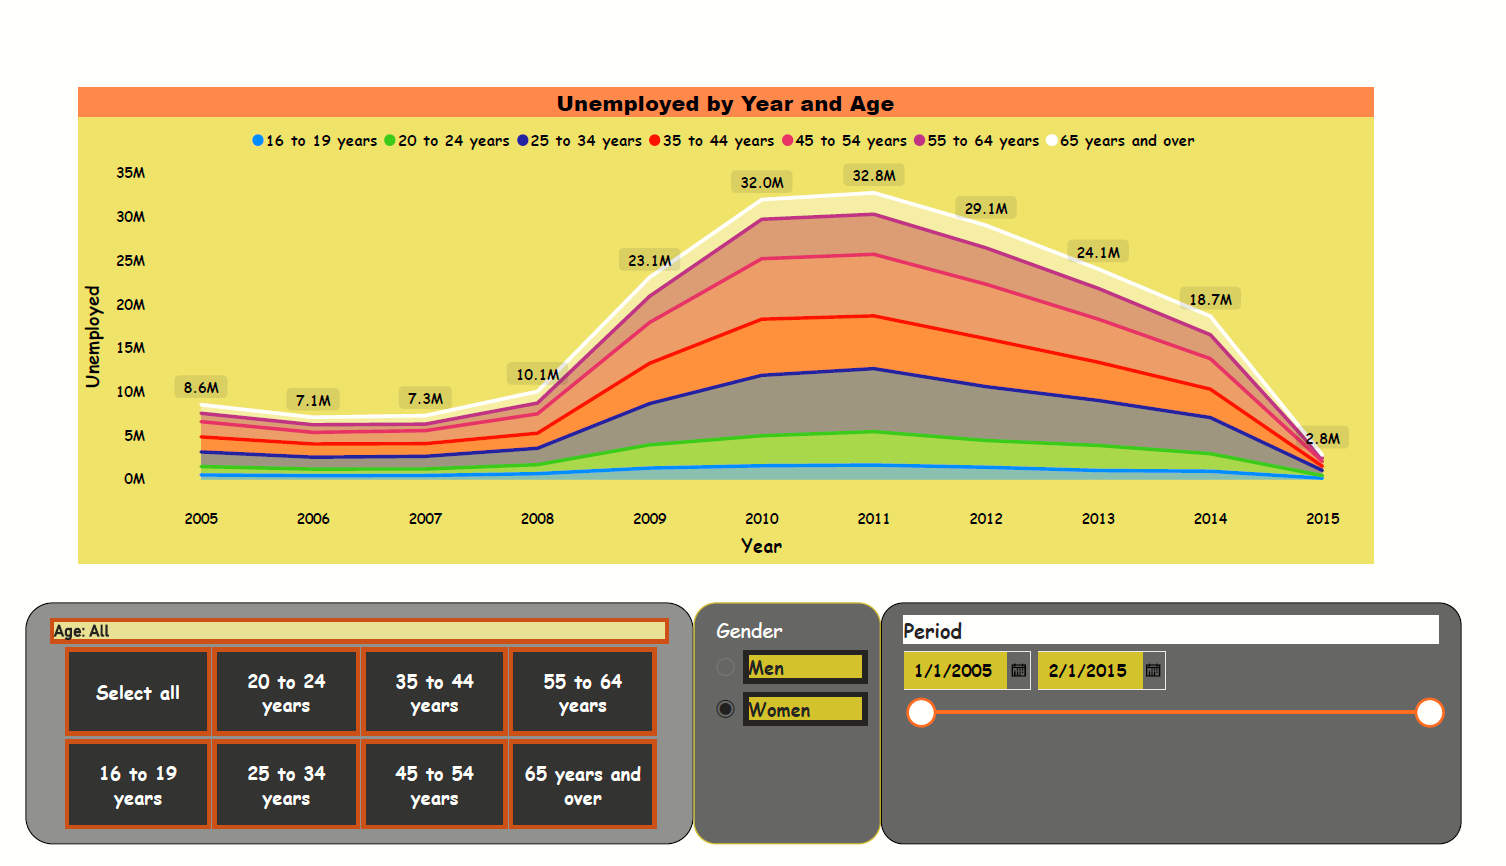 Unemployed by Year and Age
16 to 19 years 20 to 24 years 25 to 34 years 35 to 44 years 45 to 54 years 55 to 64 years 65 years and over
35M
30M
25M
20M
15M
10M
5M
0M
Unemployed
8.6M
7.1M
7.3M
10.1M
23.1M
32.0M
32.8M
29.1M
24.1M
18.7M
2.8M
2005 2006 2007 2008 2009 2010 2011 2012 2013 2014 2015
Year
Age: All
Select all
20 to 24
years
35 to 44
years
55 to 64
years
16 to 19
years
25 to 34
years
45 to 54
years
65 years and
over
Gender
Men
Women
Period
1/1/2005 2/1/2015